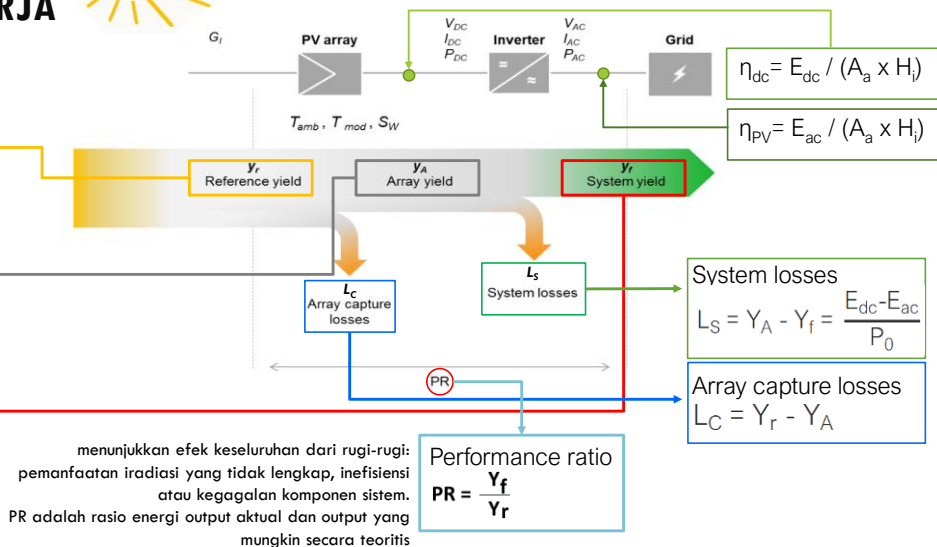 RJA
G_I
PV array
V_DC
I_DC
P_DC
Inverter
V_AC
I_AC
P_AC
Grid
=
≈
T_amb , T_mod , S_W
η_dc = E_dc / (A_a x H_i)
η_PV = E_ac / (A_a x H_i)
y_r
Reference yield
y_A
Array yield
y_f
System yield
L_C
Array capture
losses
L_S
System losses
System losses
L_S = Y_A - Y_f = (E_dc-E_ac) / P_0
Array capture losses
L_C = Y_r - Y_A
PR
menunjukkan efek keseluruhan dari rugi-rugi:
pemanfaatan iradiasi yang tidak lengkap, inefisiensi
atau kegagalan komponen sistem.
PR adalah rasio energi output aktual dan output yang
mungkin secara teoritis
Performance ratio
PR = Y_f / Y_r